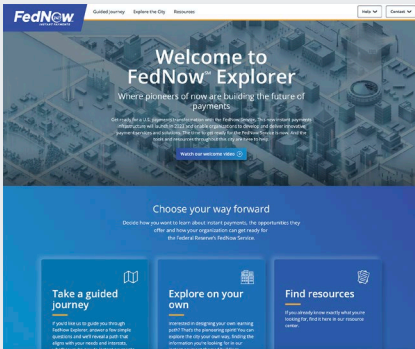 FedNow
INSTANT PAYMENTS
Guided Journey Explore the City Resources
Help
Contact
Welcome to
FedNow℠ Explorer
Where pioneers of now are building the future of
payments
Get ready for a U.S. payments transformation with the FedNow Service. This new instant payments
infrastructure will launch in 2023 and enable organizations to develop and deliver innovative
payment services and solutions. The time to get ready for the FedNow Service is now. And the
tools and resources throughout this city are here to help.
Watch our welcome video
Choose your way forward
Decide how you want to learn about instant payments, the opportunities they
offer and how your organization can get ready for
the Federal Reserve's FedNow Service.
Take a guided
journey
If you'd like us to guide you through
FedNow Explorer, answer a few simple
questions and we'll reveal a path that
aligns with your needs and interests.
Explore on your
own
Interested in designing your own learning
path? That's the pioneering spirit! You can
explore the city your own way, finding the
information you're looking for in our
Find resources
If you already know exactly what you're
looking for, find it here in our resource
center.